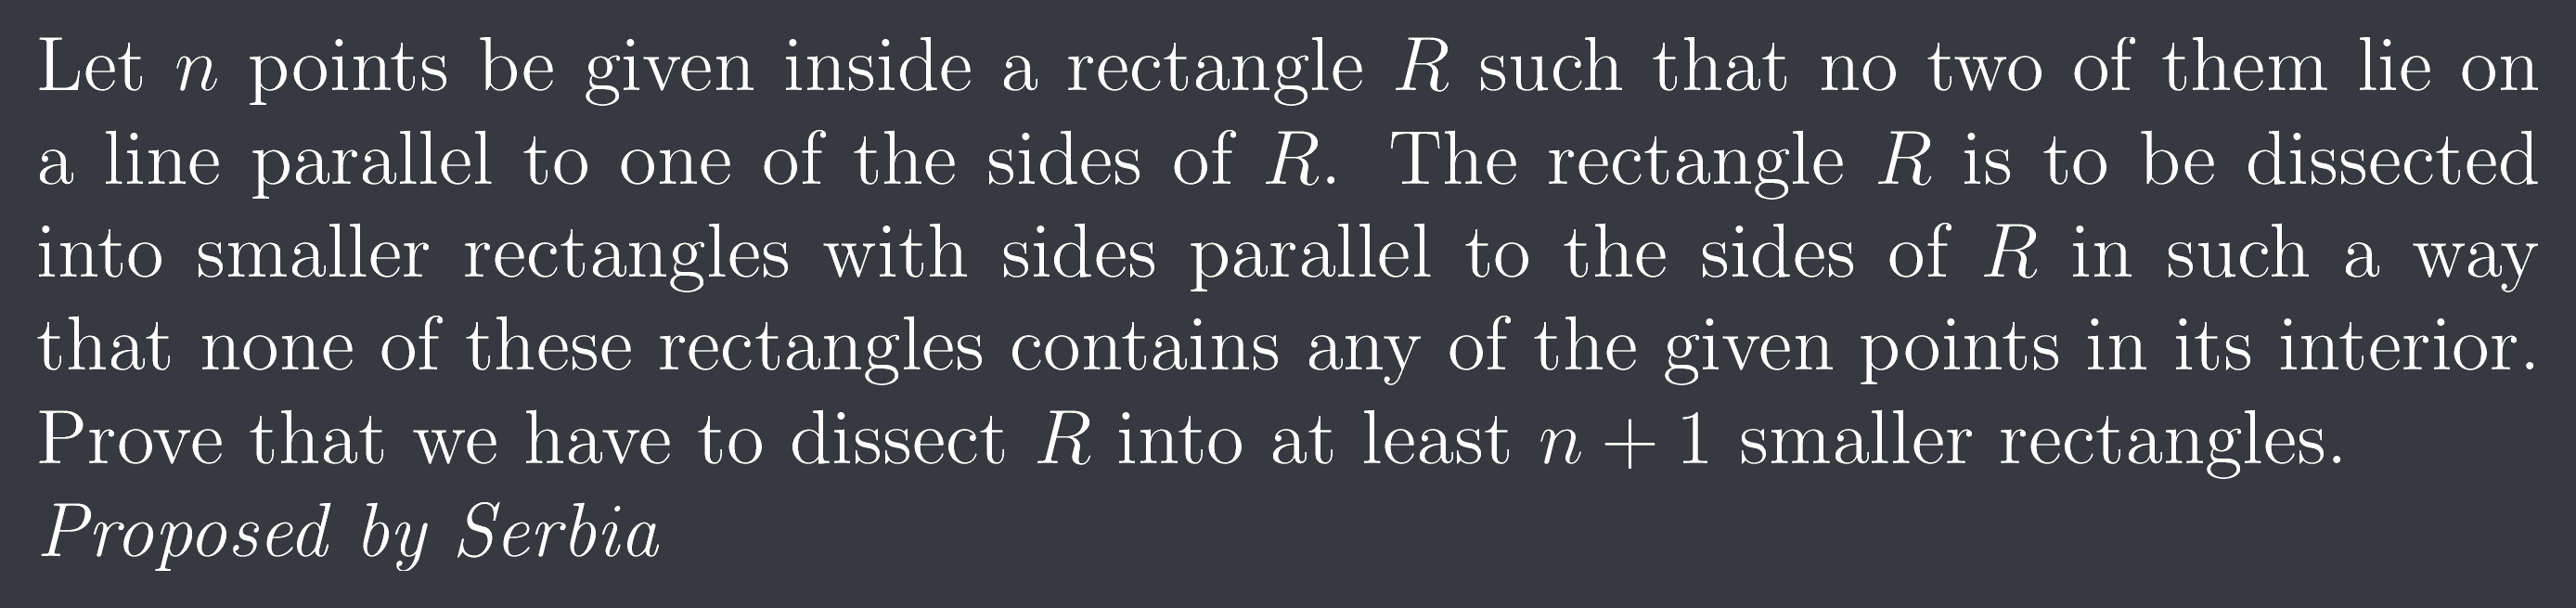 Let n points be given inside a rectangle R such that no two of them lie on
a line parallel to one of the sides of R. The rectangle R is to be dissected
into smaller rectangles with sides parallel to the sides of R in such a way
that none of these rectangles contains any of the given points in its interior.
Prove that we have to dissect R into at least n + 1 smaller rectangles.
Proposed by Serbia